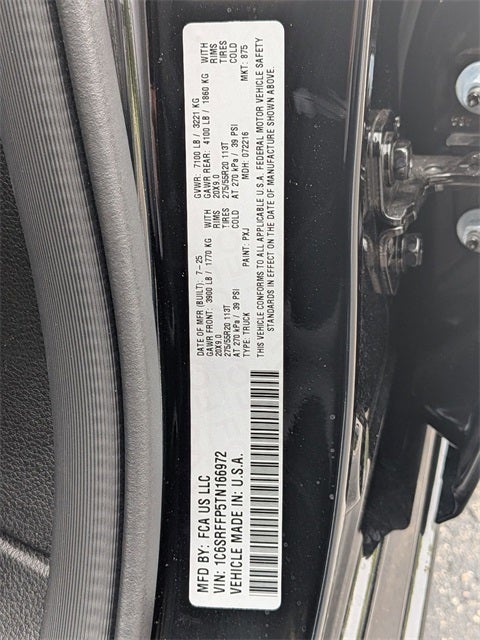 MFD BY: FCA US LLC
VIN: 1C6SRFFP5TN166972
VEHICLE MADE IN: U.S.A.
DATE OF MFR (BUILT): 7-25 GVWR: 7100 LB / 3221 KG
GAWR FRONT: 3900 LB / 1770 KG WITH GAWR REAR: 4100 LB / 1860 KG WITH
20X9.0 RIMS 20X9.0 RIMS
275/55R20 113T TIRES 275/55R20 113T TIRES
AT 270 kPa / 39 PSI COLD AT 270 kPa / 39 PSI COLD
TYPE: TRUCK PAINT: PXJ MDH: 072216 MKT: 875
THIS VEHICLE CONFORMS TO ALL APPLICABLE U.S.A. FEDERAL MOTOR VEHICLE SAFETY
STANDARDS IN EFFECT ON THE DATE OF MANUFACTURE SHOWN ABOVE.